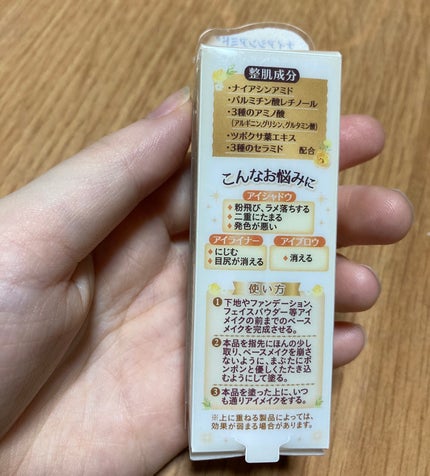 ナイアシンアミド
整肌成分
・ナイアシンアミド
・パルミチン酸レチノール
・3種のアミノ酸
(アルギニン,グリシン,グルタミン酸)
・ツボクサ葉エキス
・3種のセラミド 配合
こんなお悩みに
アイシャドウ
◆粉飛び、ラメ落ちする
◆二重にたまる
◆発色が悪い
アイライナー
◆にじむ
◆目尻が消える
アイブロウ
◆消える
使い方
1 下地やファンデーション、
フェイスパウダー等アイ
メイクの前までのベース
メイクを完成させる。
2 本品を指先にほんの少し
取り、ベースメイクを崩さ
ないように、まぶたにポ
ンポンと優しくたたき込
むようにして塗る。
3 本品を塗った上に、いつ
も通りアイメイクをする。
※上に重ねる製品によっては、
効果が弱まる場合があります。